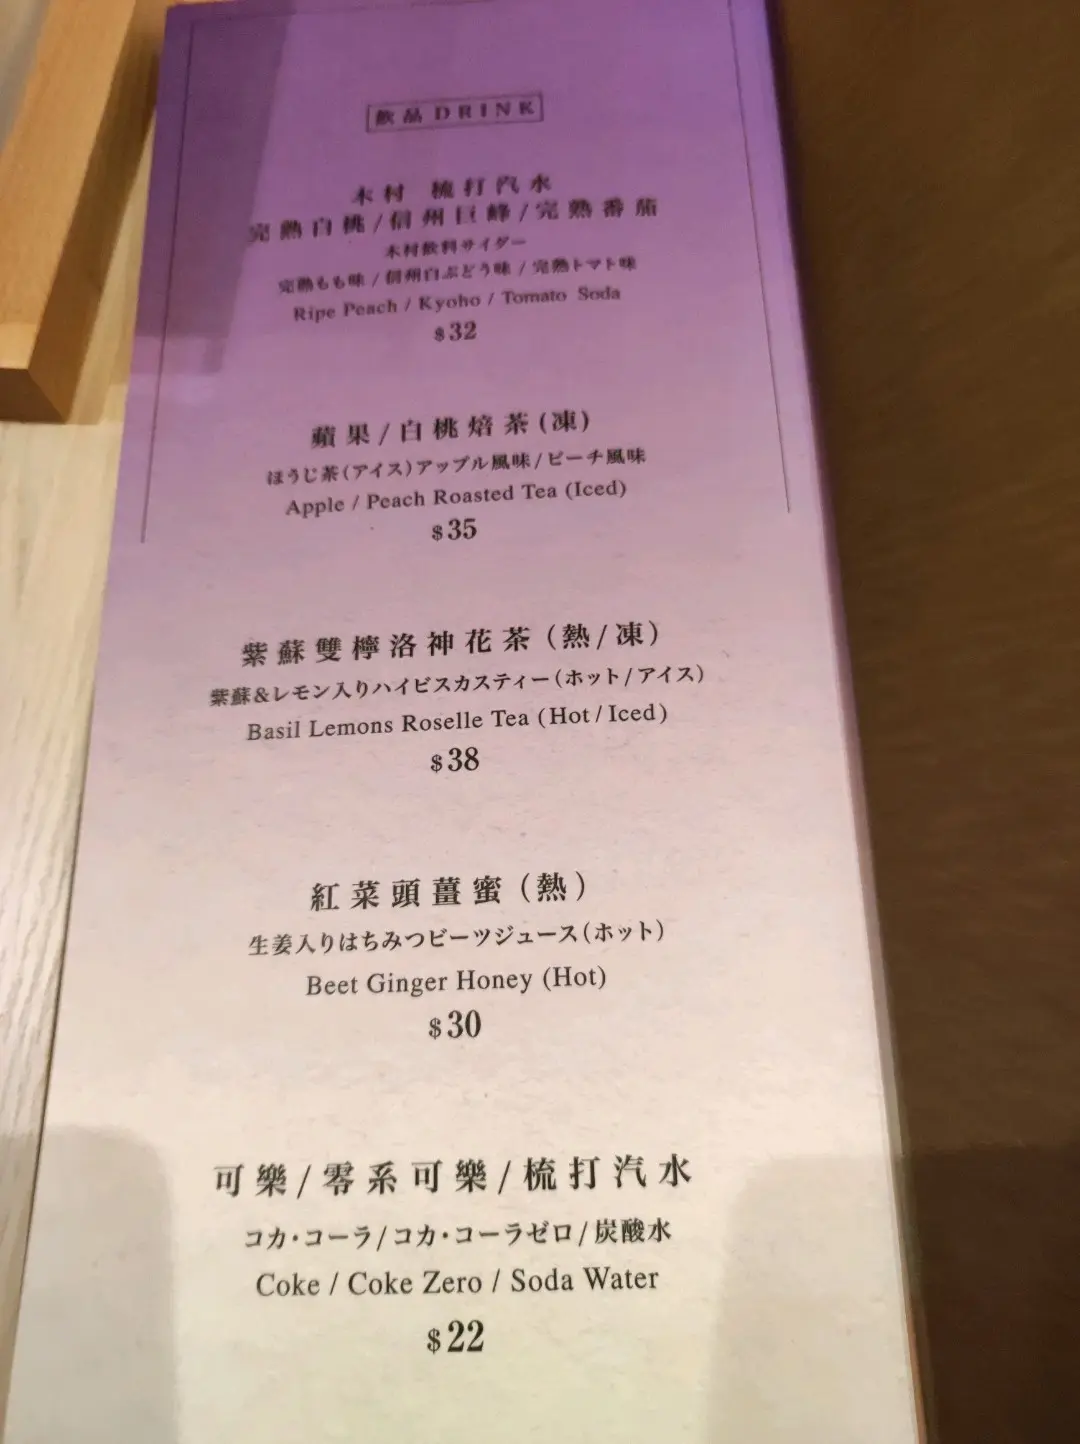 飲品 DRINK
木村 梳打汽水
完熟白桃/信州巨峰/完熟番茄
木村飲料サイダー
完熟もも味/信州白ぶどう味/完熟トマト味
Ripe Peach / Kyoho / Tomato Soda
$32
蘋果/白桃焙茶(凍)
ほうじ茶(アイス)アップル風味/ピーチ風味
Apple / Peach Roasted Tea (Iced)
$35
紫蘇雙檸洛神花茶(熱/凍)
紫蘇&レモン入りハイビスカスティー(ホット/アイス)
Basil Lemons Roselle Tea (Hot / Iced)
$38
紅菜頭薑蜜(熱)
生姜入りはちみつビーツジュース(ホット)
Beet Ginger Honey (Hot)
$30
可樂/零系可樂/梳打汽水
コカ・コーラ/コカ・コーラゼロ/炭酸水
Coke / Coke Zero / Soda Water
$22